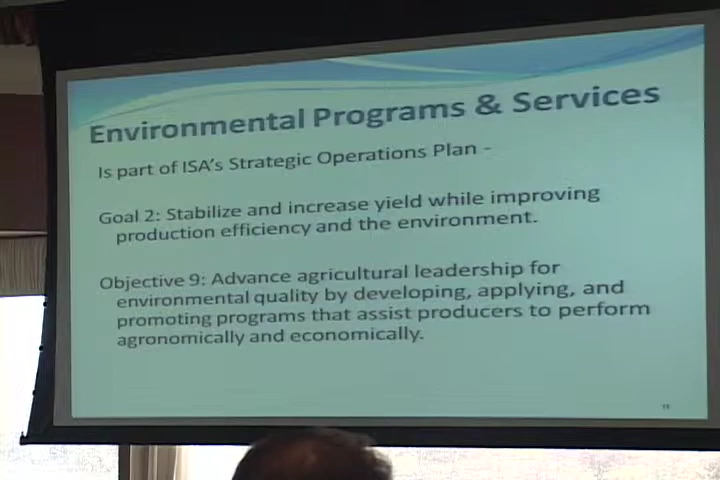 Environmental Programs & Services
Is part of ISA's Strategic Operations Plan -
Goal 2: Stabilize and increase yield while improving
production efficiency and the environment.
Objective 9: Advance agricultural leadership for
environmental quality by developing, applying, and
promoting programs that assist producers to perform
agronomically and economically.